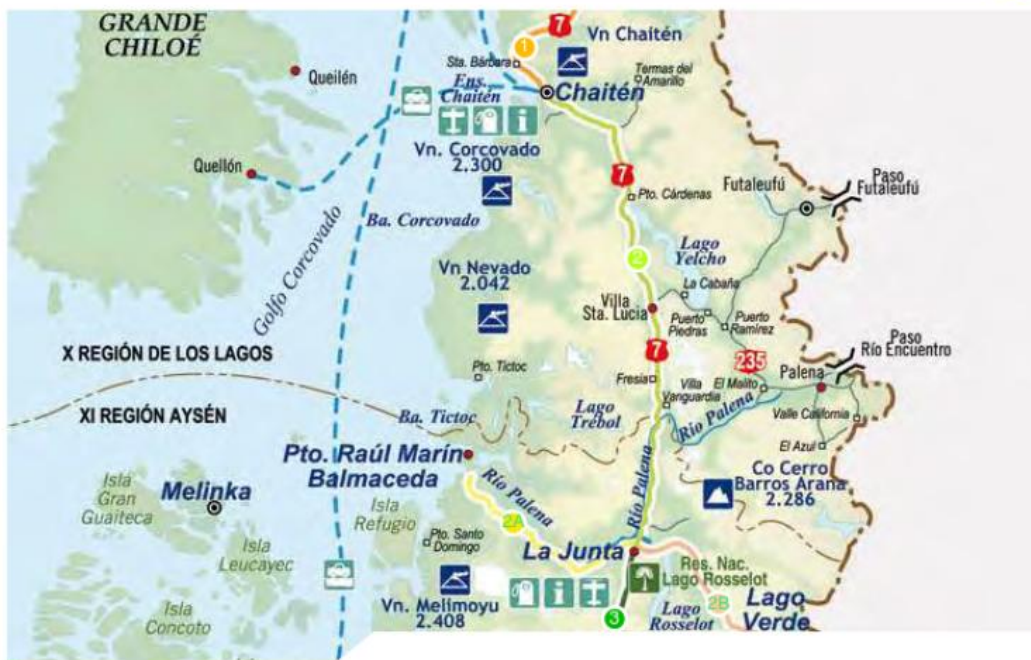 GRANDE
CHILOÉ
7
Vn Chaitén
1
Sta. Bárbara
Queilén
Termas del
Amarillo
Ens.
Chaitén
Chaitén
i
Vn. Corcovado
2.300
Quellón
7
Pto. Cárdenas
Futaleufú
Paso
Futaleufú
Ba. Corcovado
Golfo Corcovado
2
Lago
Yelcho
Vn Nevado
2.042
La Cabaña
Villa
Sta. Lucia
Puerto
Piedras
Puerto
Ramírez
X REGIÓN DE LOS LAGOS
7
235
Paso
Río Encuentro
Pto. Tictoc
Fresia
Villa
Vanguardia
El Malito
Palena
XI REGIÓN AYSÉN
Ba. Tictoc
Lago
Trébol
Río Palena
Valle California
El Azul
Pto. Raúl Marín
Balmaceda
Isla
Gran
Guaiteca
Melinka
Río Palena
Río Palena
Co Cerro
Barros Arana
2.286
Isla
Refugio
2A
Pto. Santo
Domingo
La Junta
Isla
Leucayec
Res. Nac.
Lago Rosselot
Isla
Concoto
Vn. Melimoyu
2.408
i
3
Lago
Rosselot
2B
Lago
Verde